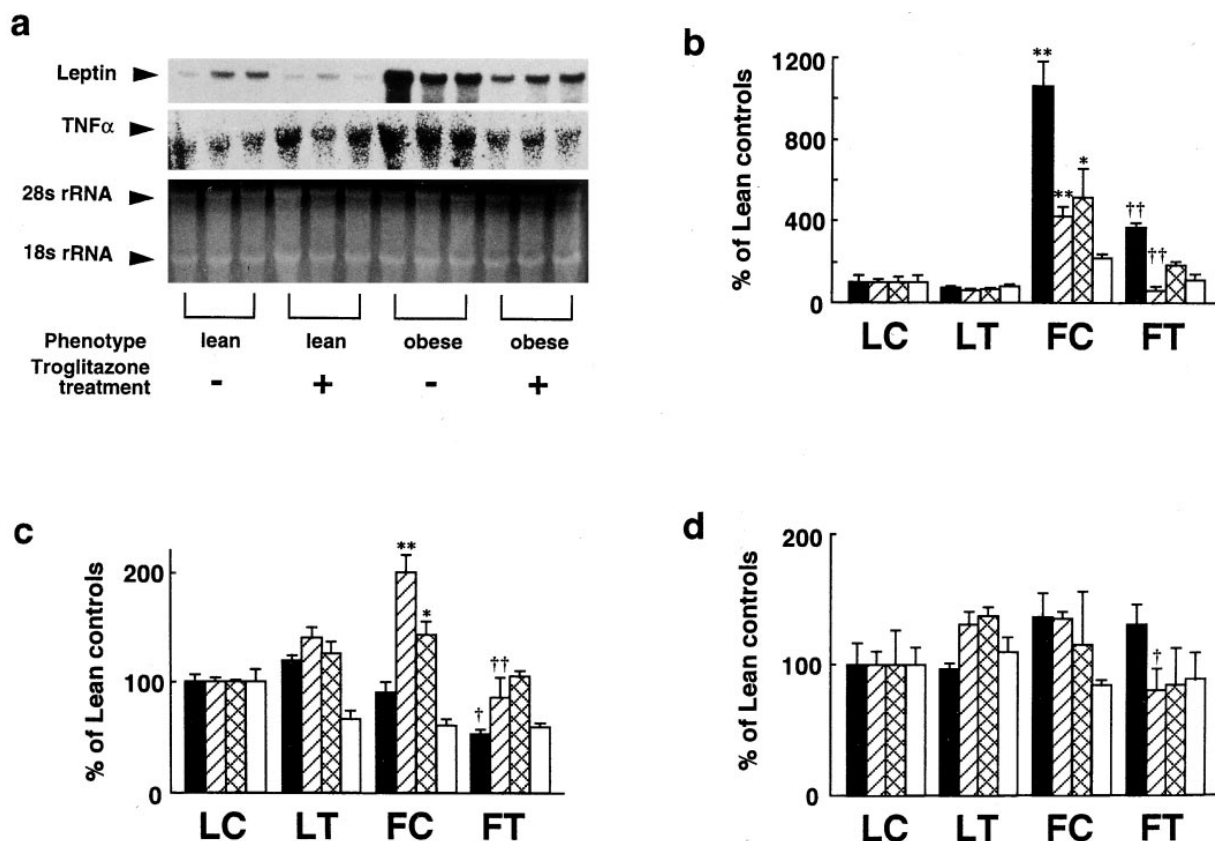 a
Leptin
TNFα
28s rRNA
18s rRNA
Phenotype lean lean obese obese
Troglitazone
treatment - + - +
b
% of Lean controls
1200
800
400
0
**
**
*
††
††
LC LT FC FT
c
% of Lean controls
200
100
0
**
*
†
††
LC LT FC FT
d
% of Lean controls
200
100
0
†
LC LT FC FT